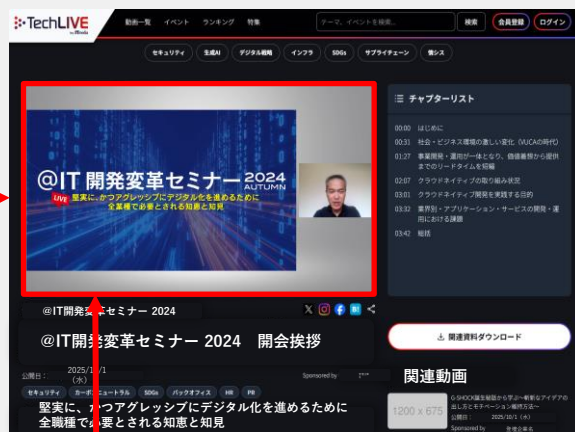 TechLIVE
by ITmedia
動画一覧 イベント ランキング 特集
テーマ、イベントを検索...
検索
会員登録
ログイン
セキュリティ 生成AI デジタル戦略 インフラ SDGs サプライチェーン 情シス
@IT 開発変革セミナー 2024 AUTUMN
LIVE 堅実に、かつアグレッシブにデジタル化を進めるために
全業種で必要とされる知恵と知見
チャプターリスト
00:00 はじめに
00:31 社会・ビジネス環境の激しい変化（VUCAの時代）
01:27 事業開発・運用が一体となり、価値着想から提供
までのリードタイムを短縮
02:07 クラウドネイティブの取り組み状況
03:01 クラウドネイティブ開発を実践する目的
03:32 業界別・アプリケーション・サービスの開発・運
用における課題
03:42 総括
@IT開発変革セミナー 2024
@IT開発変革セミナー 2024 開会挨拶
公開日： 2025/10/1
（水）
Sponsored by
セキュリティ カーボンニュートラル SDGs バックオフィス HR PR
堅実に、かつアグレッシブにデジタル化を進めるために
全職種で必要とされる知恵と知見
関連資料ダウンロード
関連動画
1200 x 675
G-SHOCK誕生秘話から学ぶ〜斬新なアイデアの
出し方とモチベーション維持方法〜
公開日： 2025/10/1（水）
Sponsored by 登壇企業名